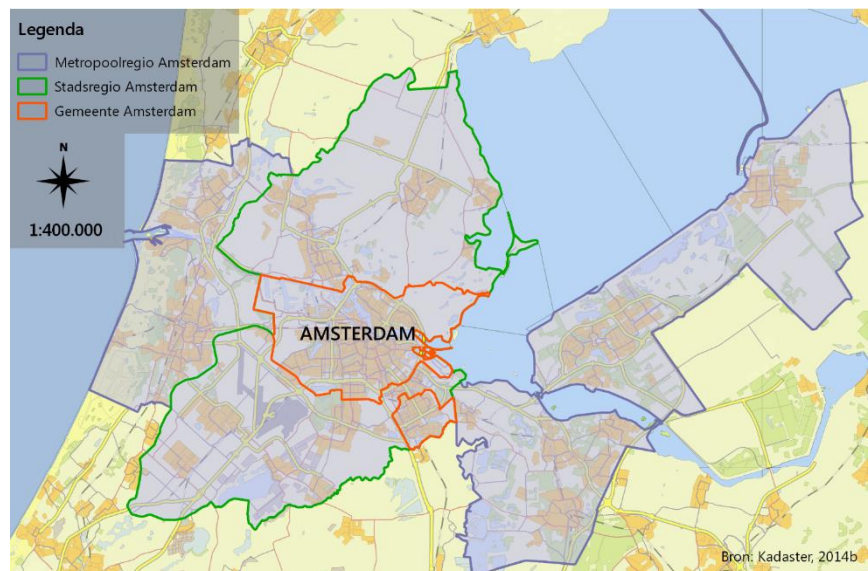 Legenda
Metropoolregio Amsterdam
Stadsregio Amsterdam
Gemeente Amsterdam
N
1:400.000
AMSTERDAM
Bron: Kadaster, 2014b